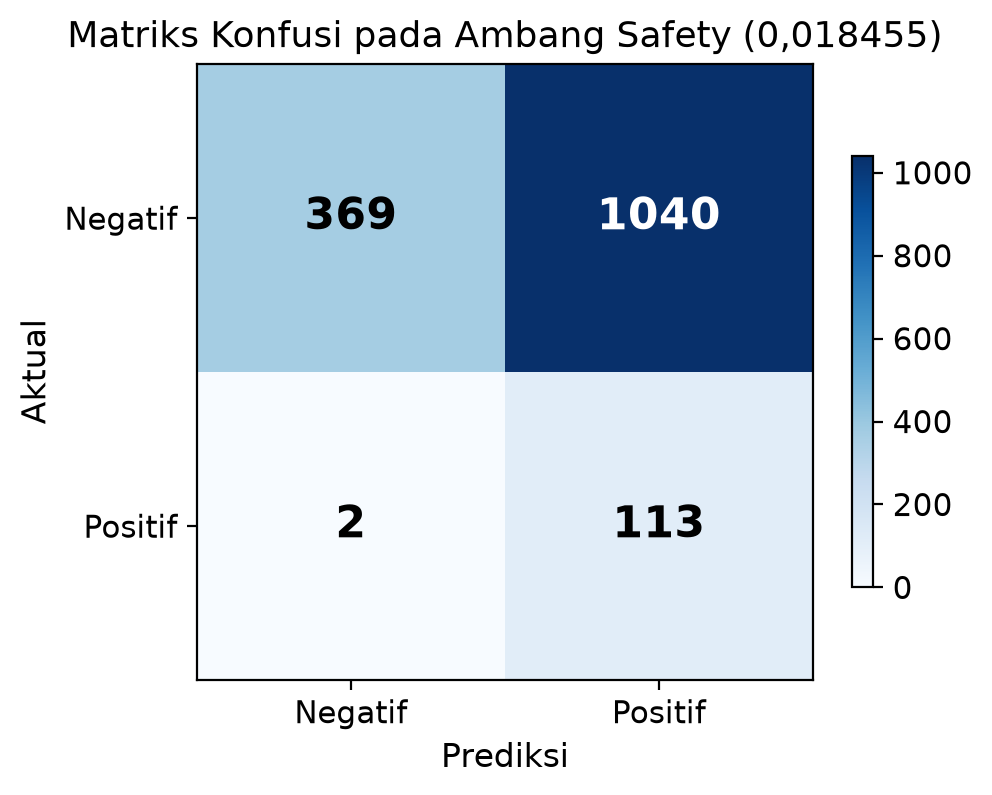 Matriks Konfusi pada Ambang Safety (0,018455)
Aktual
Negatif
369
1040
Positif
2
113
Negatif
Positif
Prediksi
1000
800
600
400
200
0